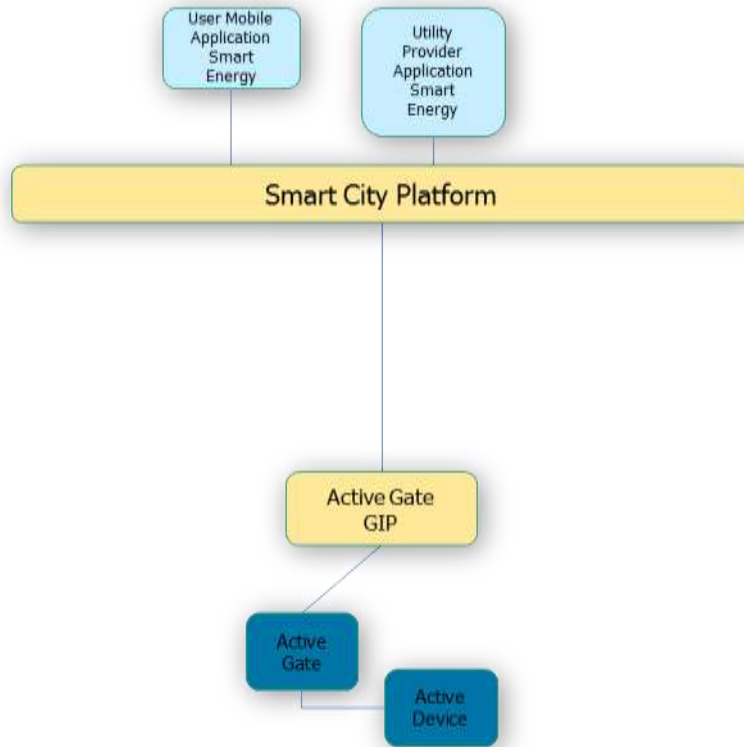 User Mobile
Application
Smart
Energy
Utility
Provider
Application
Smart
Energy
Smart City Platform
Active Gate
GIP
Active
Gate
Active
Device